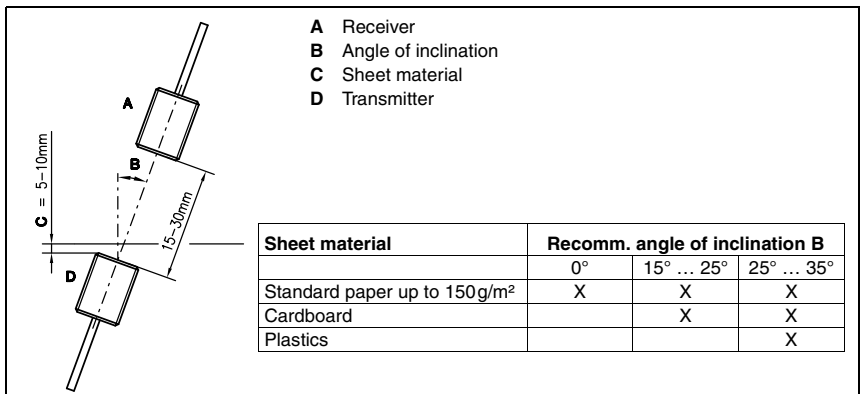 A Receiver
B Angle of inclination
C Sheet material
D Transmitter
A
B
C = 5–10mm
15–30mm
D
Sheet material Recomm. angle of inclination B
0° 15° … 25° 25° … 35°
Standard paper up to 150g/m² X X X
Cardboard X X
Plastics X